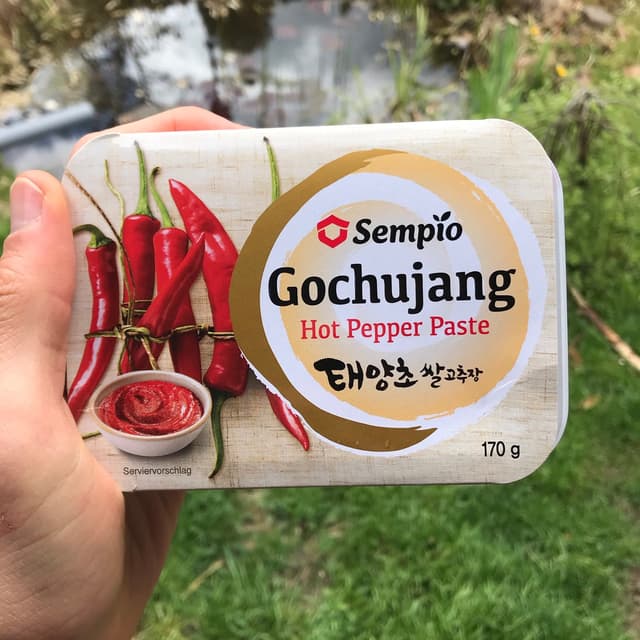 Sempio
Gochujang
Hot Pepper Paste
태양초 쌀고추장
170 g
Serviervorschlag